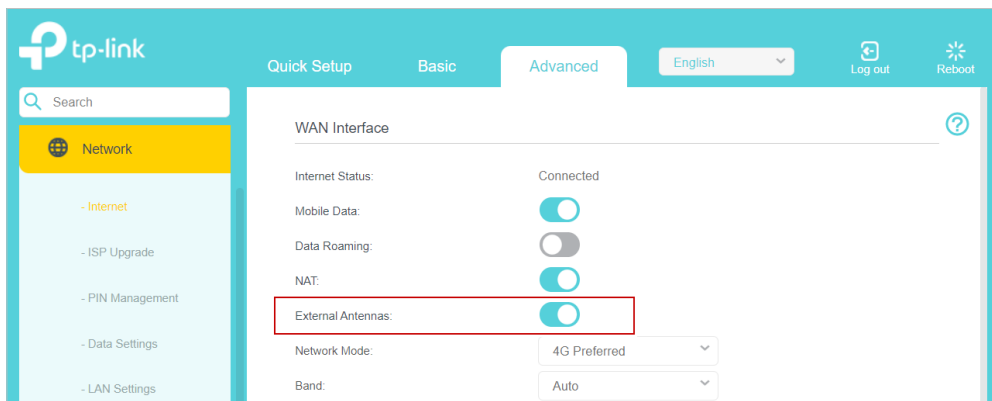 tp-link
Quick Setup Basic Advanced English Log out Reboot
Search
Network
- Internet
- ISP Upgrade
- PIN Management
- Data Settings
- LAN Settings
WAN Interface
Internet Status: Connected
Mobile Data:
Data Roaming:
NAT:
External Antennas:
Network Mode: 4G Preferred
Band: Auto